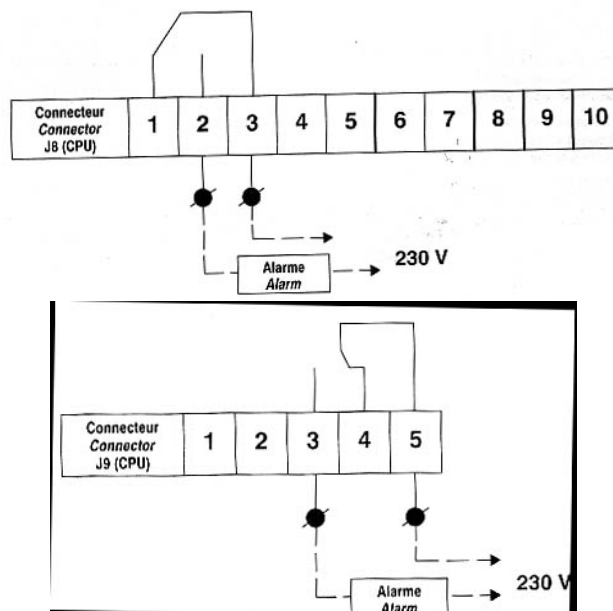 Connecteur
Connector
J8 (CPU)
1 2 3 4 5 6 7 8 9 10
230 V
Alarme
Alarm
Connecteur
Connector
J9 (CPU)
1 2 3 4 5
230 V
Alarme
Alarm